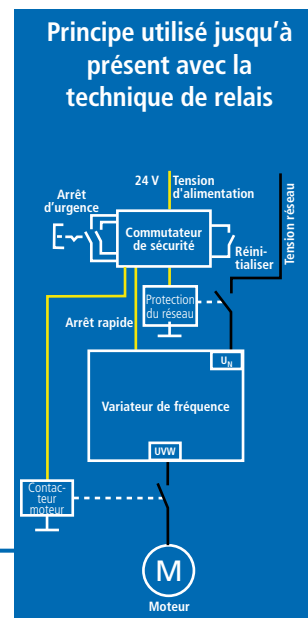 Principe utilisé jusqu’à
présent avec la
technique de relais
24 V
Tension
d'alimentation
Arrêt
d’urgence
Commutateur
de sécurité
Réini-
tialiser
Tension réseau
Protection
du réseau
Arrêt rapide
UN
Variateur de fréquence
UVW
Contac-
teur
moteur
M
Moteur